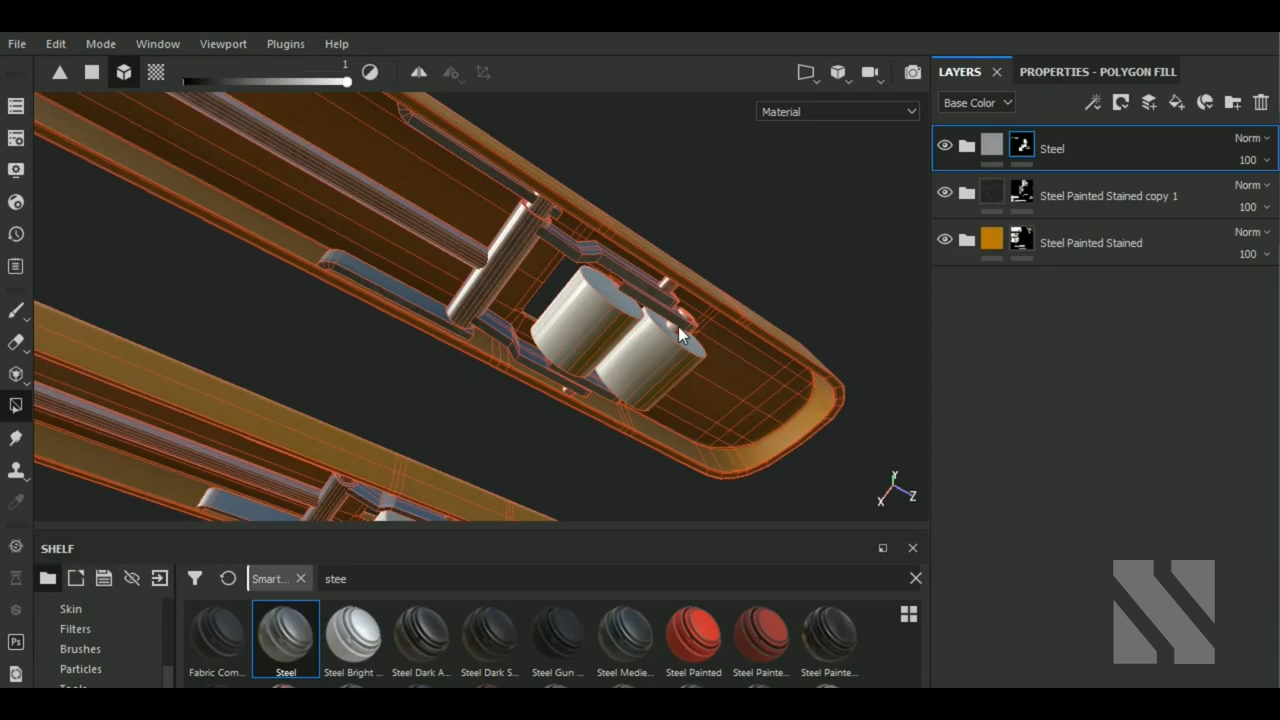 File Edit Mode Window Viewport Plugins Help
1
LAYERS
PROPERTIES - POLYGON FILL
Material
Base Color
Steel
Norm
100
Steel Painted Stained copy 1
Norm
100
Steel Painted Stained
Norm
100
Y
X
Z
SHELF
Smart...
stee
Skin
Filters
Brushes
Particles
Ps
Fabric Com...
Steel
Steel Bright ...
Steel Dark A...
Steel Dark S...
Steel Gun ...
Steel Medie...
Steel Painted
Steel Painte...
Steel Painte...